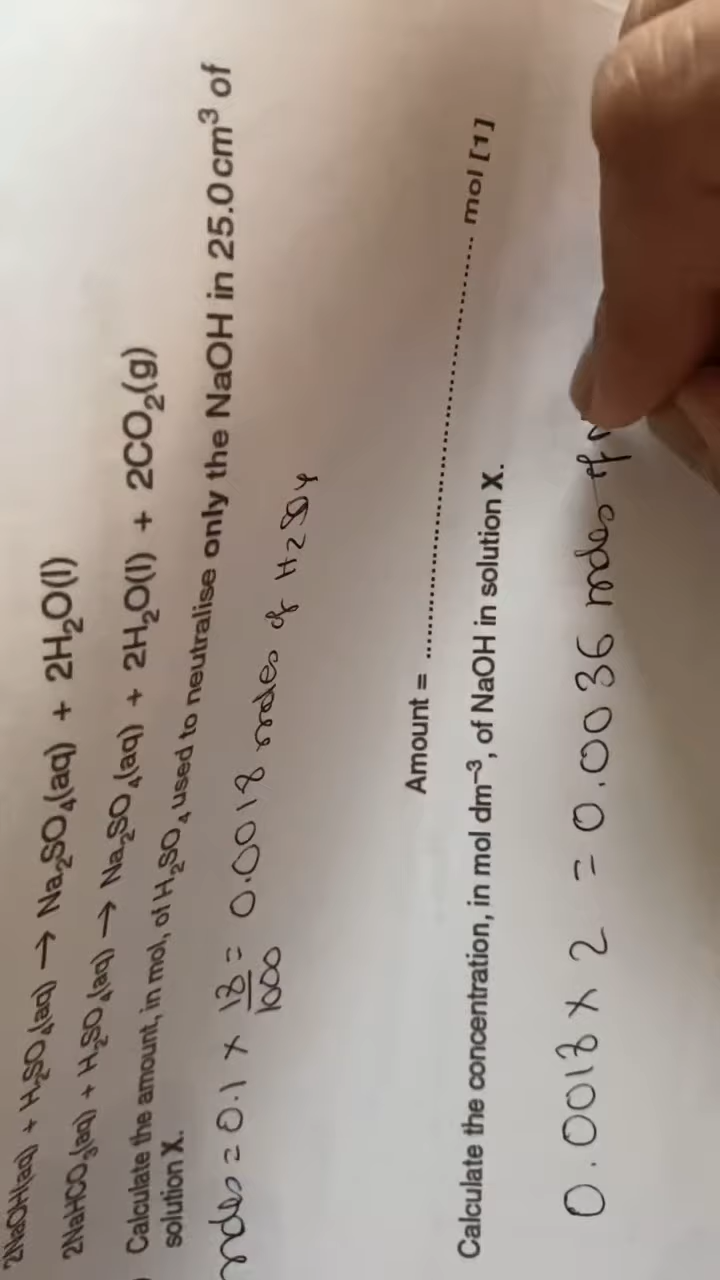 2NaOH(aq) + H₂SO₄(aq) → Na₂SO₄(aq) + 2H₂O(l)
2NaHCO₃(aq) + H₂SO₄(aq) → Na₂SO₄(aq) + 2H₂O(l) + 2CO₂(g)
) Calculate the amount, in mol, of H₂SO₄ used to neutralise only the NaOH in 25.0 cm³ of
solution X.
moles = 0.1 × 18/1000 = 0.0018 moles of H₂SO₄
Amount = ........................................ mol [1]
Calculate the concentration, in mol dm⁻³, of NaOH in solution X.
0.0018 × 2 = 0.0036 moles of